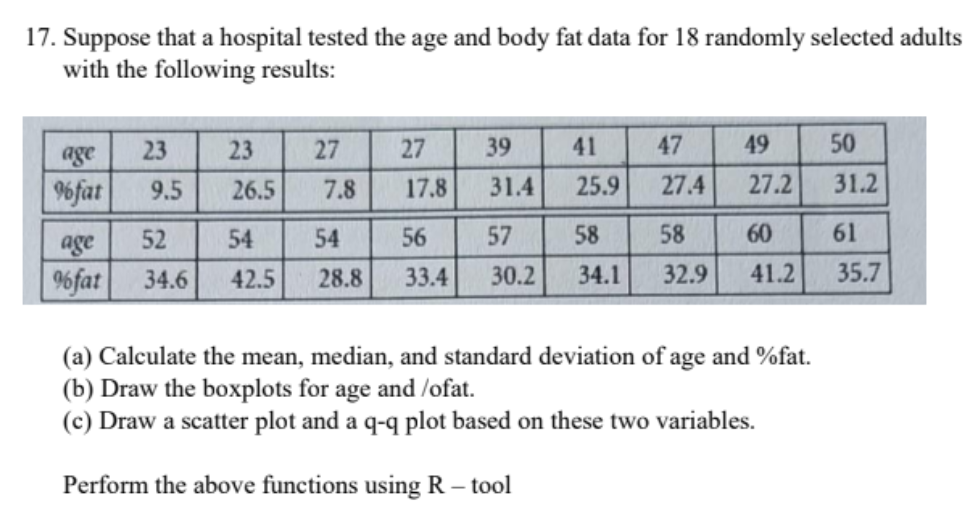 17. Suppose that a hospital tested the age and body fat data for 18 randomly selected adults
with the following results:
age 23 23 27 27 39 41 47 49 50
%fat 9.5 26.5 7.8 17.8 31.4 25.9 27.4 27.2 31.2
age 52 54 54 56 57 58 58 60 61
%fat 34.6 42.5 28.8 33.4 30.2 34.1 32.9 41.2 35.7
(a) Calculate the mean, median, and standard deviation of age and %fat.
(b) Draw the boxplots for age and /ofat.
(c) Draw a scatter plot and a q-q plot based on these two variables.
Perform the above functions using R – tool